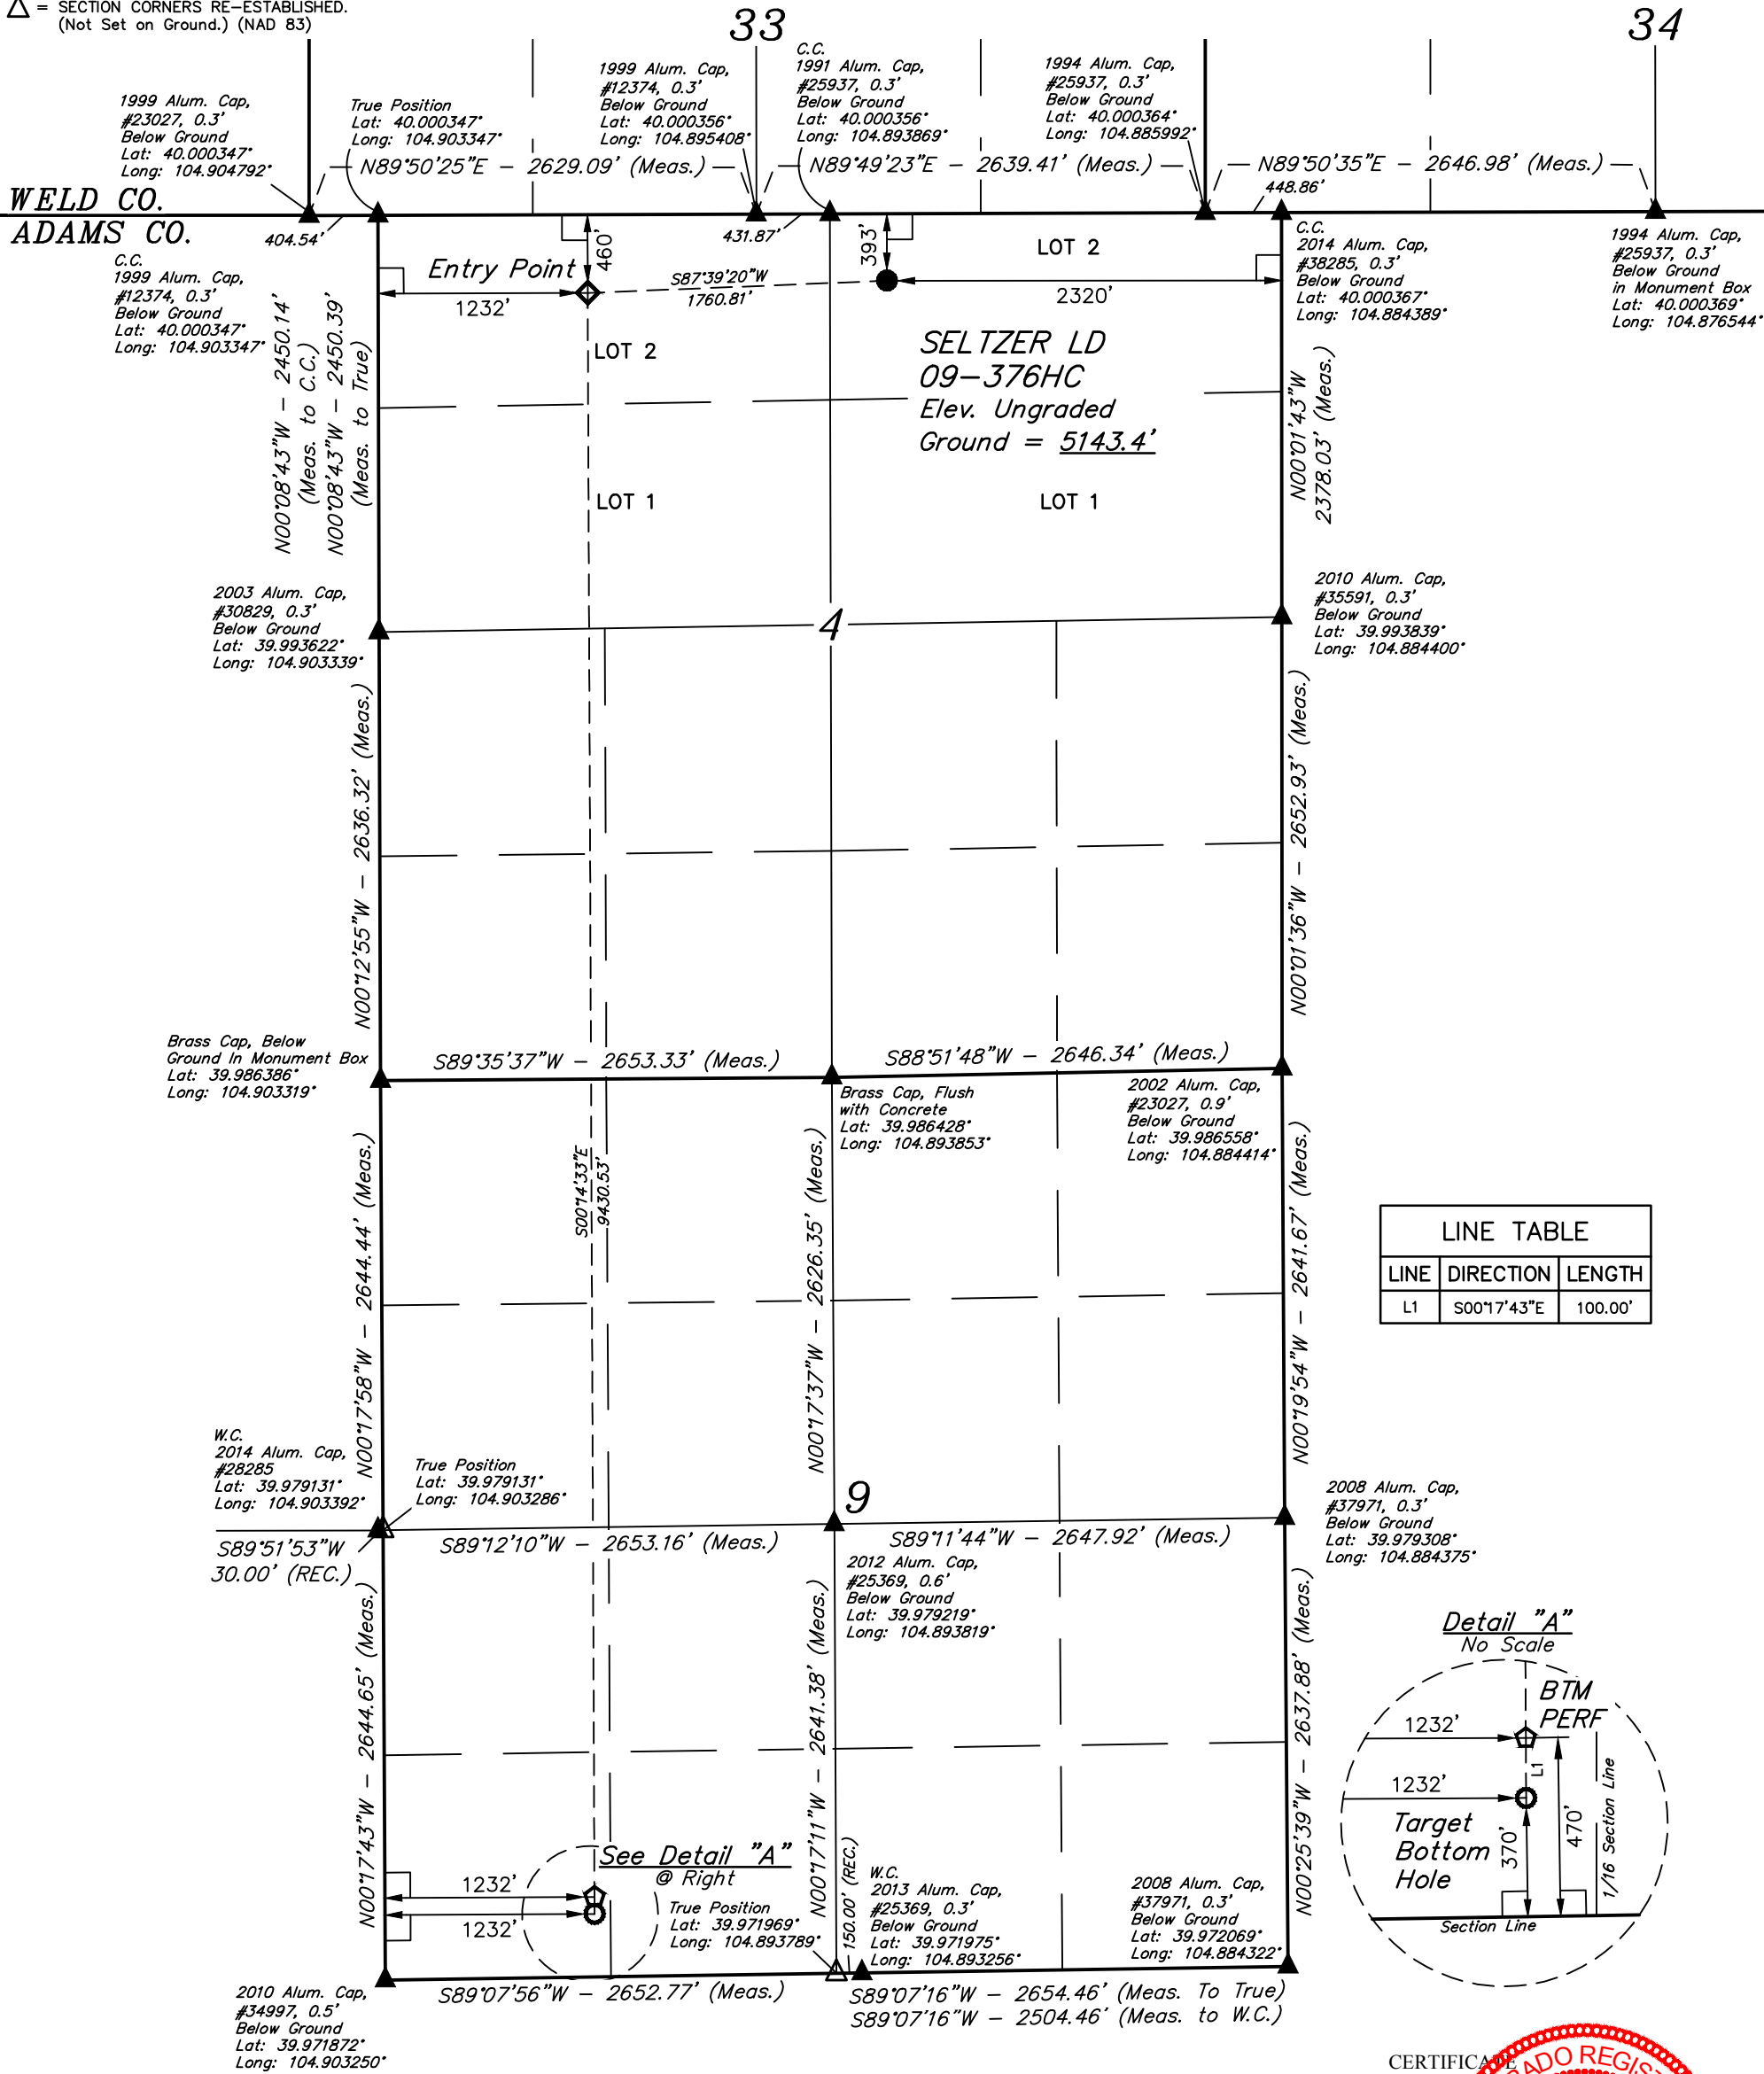 = SECTION CORNERS RE-ESTABLISHED.
(Not Set on Ground.) (NAD 83)
33
34
1999 Alum. Cap,
#23027, 0.3'
Below Ground
Lat: 40.000347°
Long: 104.904792°
True Position
Lat: 40.000347°
Long: 104.903347°
1999 Alum. Cap,
#12374, 0.3'
Below Ground
Lat: 40.000356°
Long: 104.895408°
C.C.
1991 Alum. Cap,
#25937, 0.3'
Below Ground
Lat: 40.000356°
Long: 104.893869°
1994 Alum. Cap,
#25937, 0.3'
Below Ground
Lat: 40.000364°
Long: 104.885992°
N89°50'25"E - 2629.09' (Meas.)
N89°49'23"E - 2639.41' (Meas.)
N89°50'35"E - 2646.98' (Meas.)
WELD CO.
ADAMS CO.
404.54'
431.87'
448.86'
C.C.
1999 Alum. Cap,
#12374, 0.3'
Below Ground
Lat: 40.000347°
Long: 104.903347°
Entry Point
460'
1232'
S87°39'20"W
1760.81'
393'
LOT 2
2320'
C.C.
2014 Alum. Cap,
#38285, 0.3'
Below Ground
Lat: 40.000367°
Long: 104.884389°
1994 Alum. Cap,
#25937, 0.3'
Below Ground
in Monument Box
Lat: 40.000369°
Long: 104.876544°
N00°08'43"W - 2450.14'
(Meas. to C.C.)
N00°08'43"W - 2450.39'
(Meas. to True)
LOT 2
SELTZER LD
09-376HC
Elev. Ungraded
Ground = 5143.4'
N00°01'43"W
2378.03' (Meas.)
LOT 1
LOT 1
2003 Alum. Cap,
#30829, 0.3'
Below Ground
Lat: 39.993622°
Long: 104.903339°
4
2010 Alum. Cap,
#35591, 0.3'
Below Ground
Lat: 39.993839°
Long: 104.884400°
N00°12'55"W - 2636.32' (Meas.)
N00°01'36"W - 2652.93' (Meas.)
Brass Cap, Below
Ground In Monument Box
Lat: 39.986386°
Long: 104.903319°
S89°35'37"W - 2653.33' (Meas.)
S88°51'48"W - 2646.34' (Meas.)
Brass Cap, Flush
with Concrete
Lat: 39.986428°
Long: 104.893853°
2002 Alum. Cap,
#23027, 0.9'
Below Ground
Lat: 39.986558°
Long: 104.884414°
N00°17'58"W - 2644.44' (Meas.)
S00°14'33"E
9430.53'
N00°17'37"W - 2626.35' (Meas.)
N00°19'54"W - 2641.67' (Meas.)
LINE TABLE
LINE DIRECTION LENGTH
L1 S00°17'43"E 100.00'
W.C.
2014 Alum. Cap,
#28285
Lat: 39.979131°
Long: 104.903392°
True Position
Lat: 39.979131°
Long: 104.903286°
9
2008 Alum. Cap,
#37971, 0.3'
Below Ground
Lat: 39.979308°
Long: 104.884375°
S89°51'53"W
30.00' (REC.)
S89°12'10"W - 2653.16' (Meas.)
S89°11'44"W - 2647.92' (Meas.)
2012 Alum. Cap,
#25369, 0.6'
Below Ground
Lat: 39.979219°
Long: 104.893819°
N00°17'43"W - 2644.65' (Meas.)
N00°17'11"W - 2641.38' (Meas.)
N00°25'39"W - 2637.88' (Meas.)
Detail "A"
No Scale
BTM
PERF
1232'
L1
1232'
Target
Bottom
Hole
370'
470'
1/16 Section Line
Section Line
See Detail "A"
@ Right
1232'
1232'
True Position
Lat: 39.971969°
Long: 104.893789°
150.00' (REC.)
W.C.
2013 Alum. Cap,
#25369, 0.3'
Below Ground
Lat: 39.971975°
Long: 104.893256°
2008 Alum. Cap,
#37971, 0.3'
Below Ground
Lat: 39.972069°
Long: 104.884322°
2010 Alum. Cap,
#34997, 0.5'
Below Ground
Lat: 39.971872°
Long: 104.903250°
S89°07'56"W - 2652.77' (Meas.)
S89°07'16"W - 2654.46' (Meas. To True)
S89°07'16"W - 2504.46' (Meas. to W.C.)
CERTIFICATE
ADO REGIS